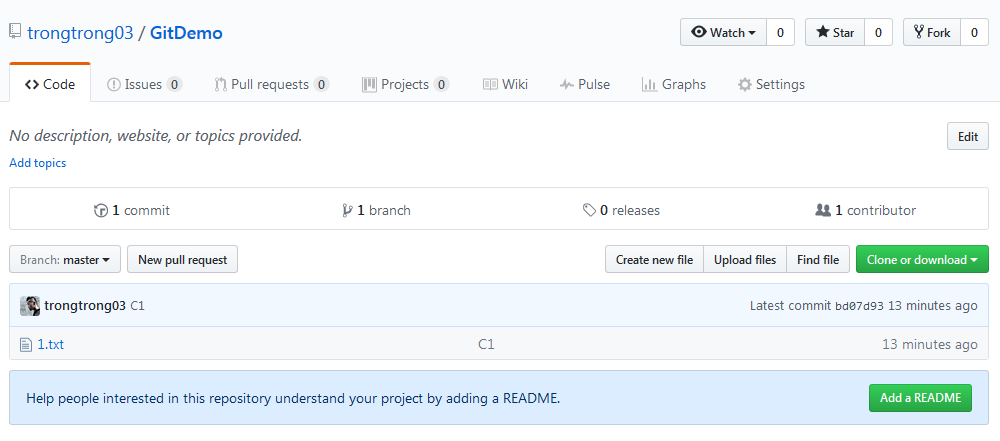 trongtrong03 / GitDemo Watch 0 Star 0 Fork 0
Code Issues 0 Pull requests 0 Projects 0 Wiki Pulse Graphs Settings
No description, website, or topics provided. Edit
Add topics
1 commit 1 branch 0 releases 1 contributor
Branch: master New pull request Create new file Upload files Find file Clone or download
trongtrong03 C1 Latest commit bd07d93 13 minutes ago
1.txt C1 13 minutes ago
Help people interested in this repository understand your project by adding a README. Add a README